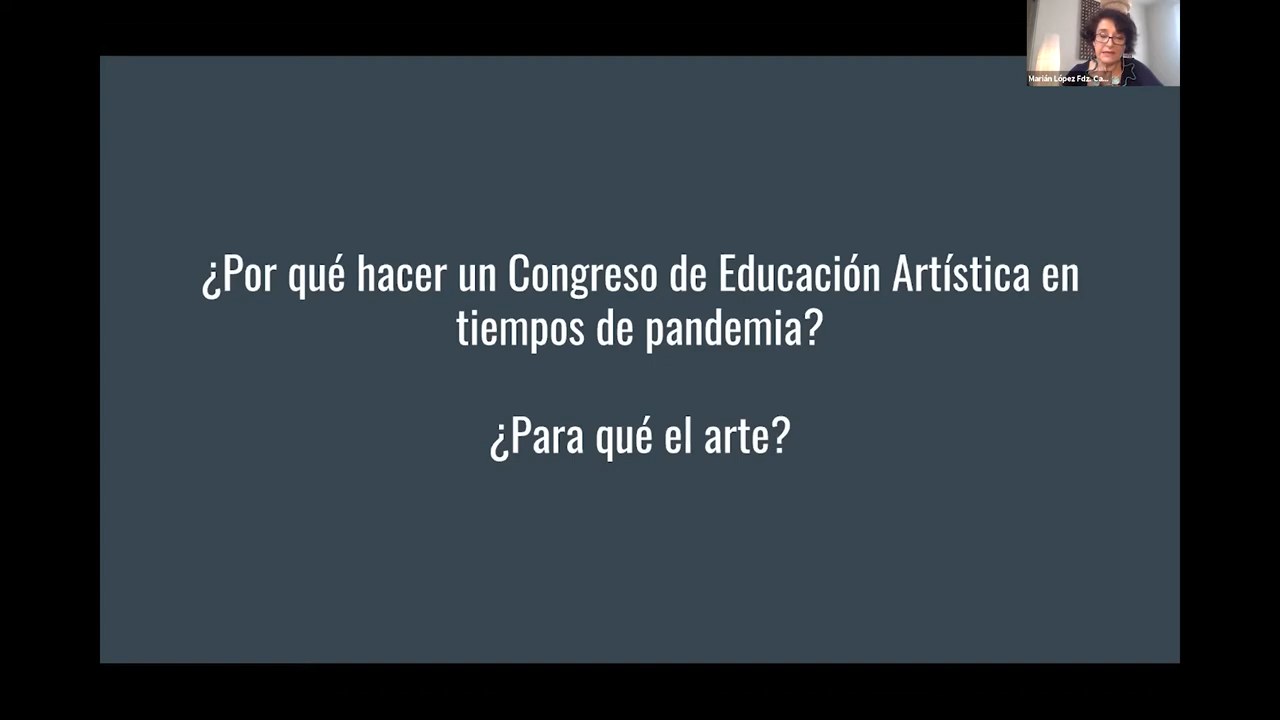 Marián López Fdz. Ca...
¿Por qué hacer un Congreso de Educación Artística en
tiempos de pandemia?
¿Para qué el arte?